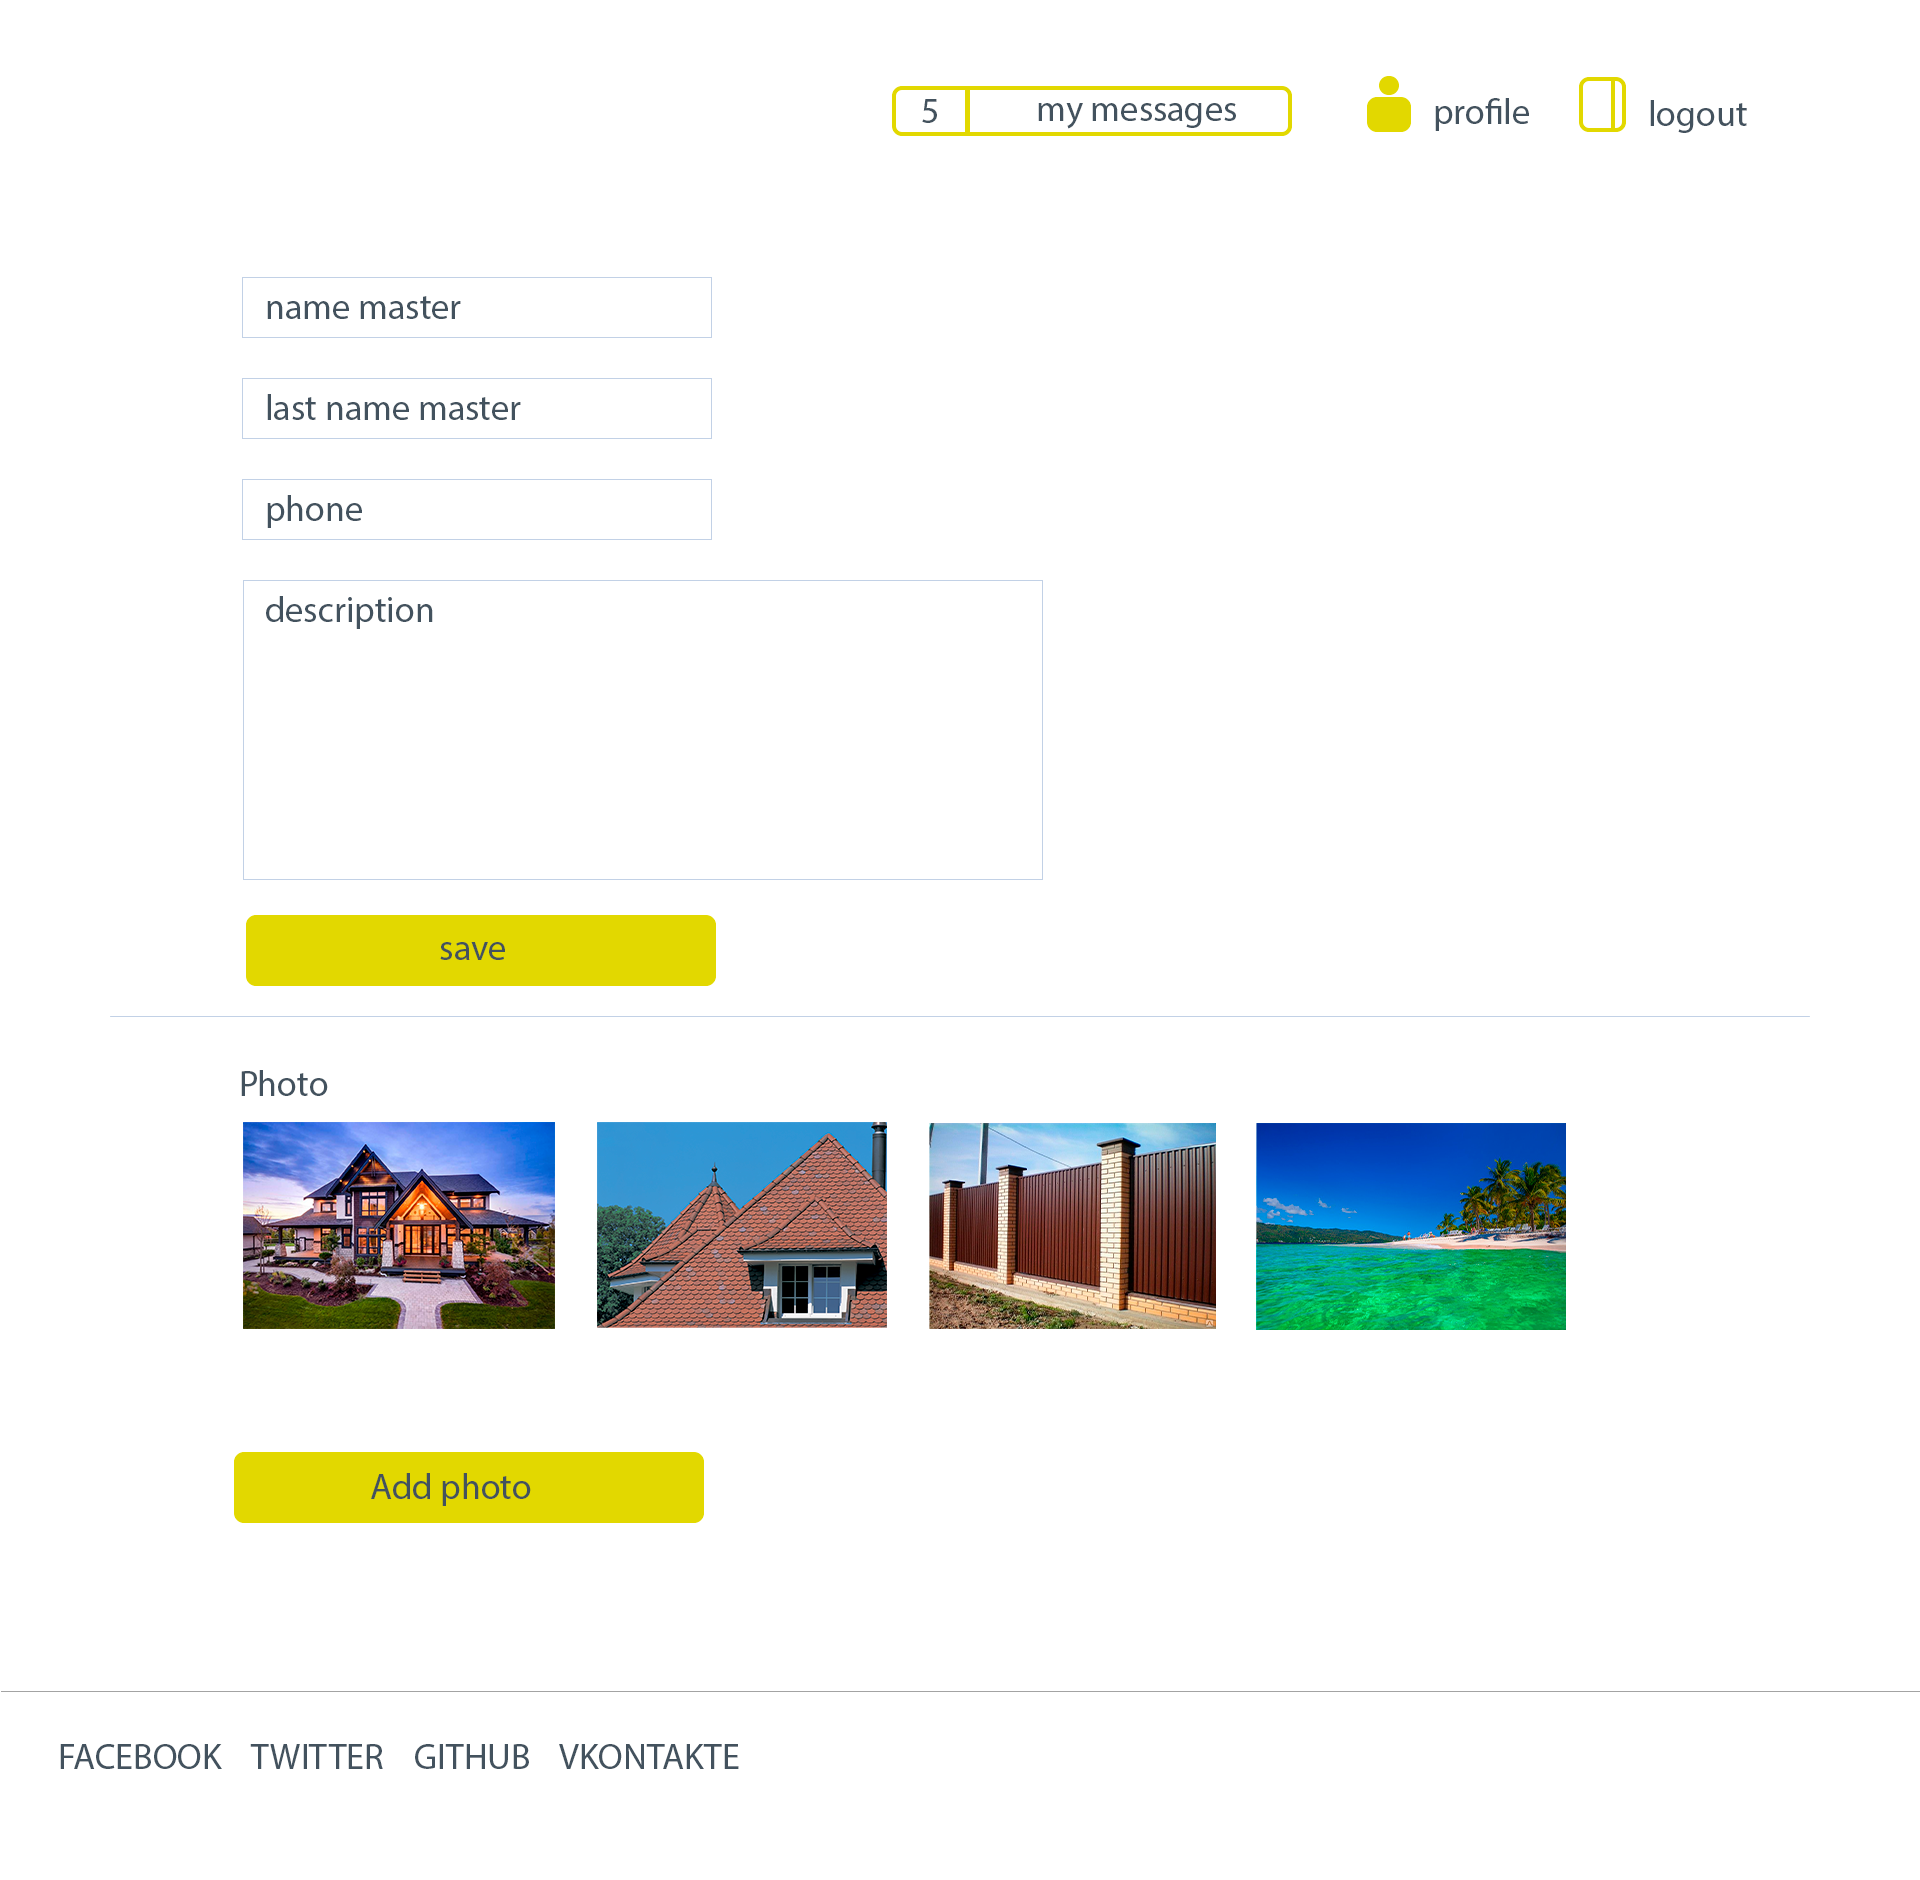 5 my messages profile logout
name master
last name master
phone
description
save
Photo
Add photo
FACEBOOK TWITTER GITHUB VKONTAKTE